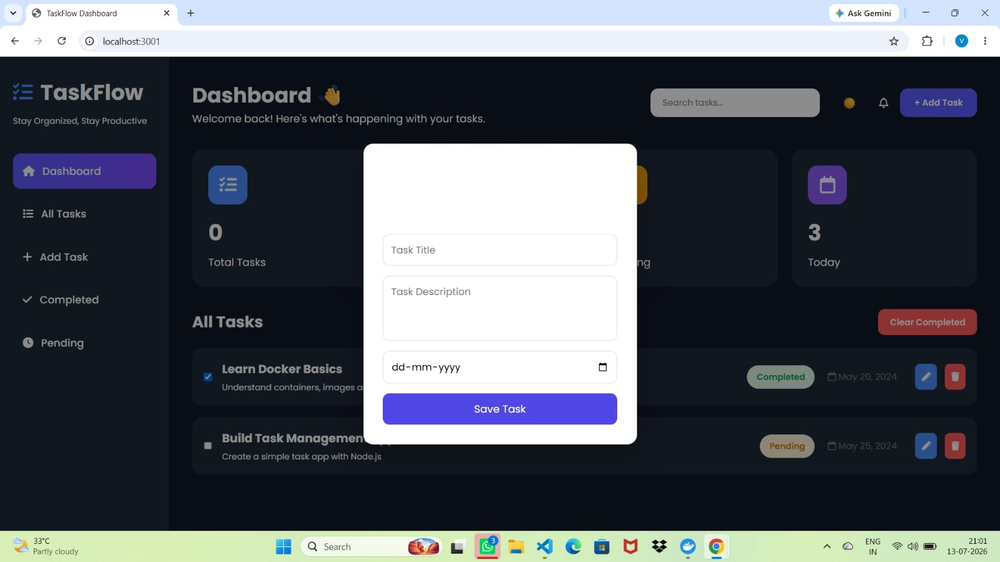 TaskFlow Dashboard
Ask Gemini
localhost:3001
V
TaskFlow
Stay Organized, Stay Productive
Dashboard
All Tasks
Add Task
Completed
Pending
Dashboard 👋
Welcome back! Here's what's happening with your tasks.
Search tasks...
+ Add Task
0
Total Tasks
ng
3
Today
Task Title
Task Description
dd-mm-yyyy
Save Task
All Tasks
Clear Completed
Learn Docker Basics
Understand containers, images a
Completed
May 20, 2024
Build Task Managemen
Create a simple task app with Node.js
Pending
May 25, 2024
33°C
Partly cloudy
Search
3
ENG
IN
21:01
13-07-2026